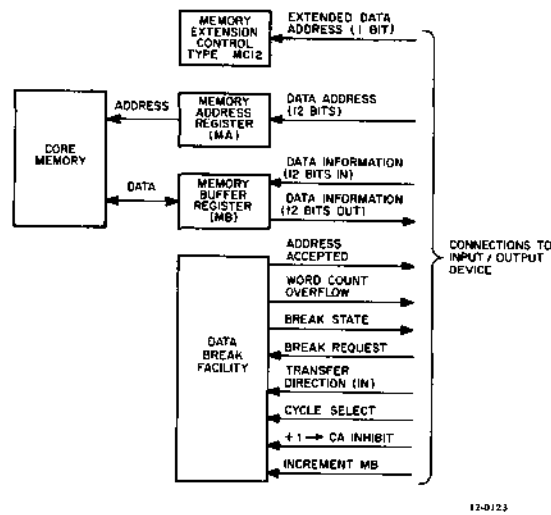 MEMORY
EXTENSION
CONTROL
TYPE MC12
EXTENDED DATA
ADDRESS (1 BIT)
CORE
MEMORY
ADDRESS
MEMORY
ADDRESS
REGISTER
(MA)
DATA ADDRESS
(12 BITS)
DATA
MEMORY
BUFFER
REGISTER
(MB)
DATA INFORMATION
(12 BITS IN)
DATA INFORMATION
(12 BITS OUT)
DATA
BREAK
FACILITY
ADDRESS
ACCEPTED
WORD COUNT
OVERFLOW
BREAK STATE
BREAK REQUEST
TRANSFER
DIRECTION (IN)
CYCLE SELECT
+1 → CA INHIBIT
INCREMENT MB
CONNECTIONS TO
INPUT / OUTPUT
DEVICE
12-0123